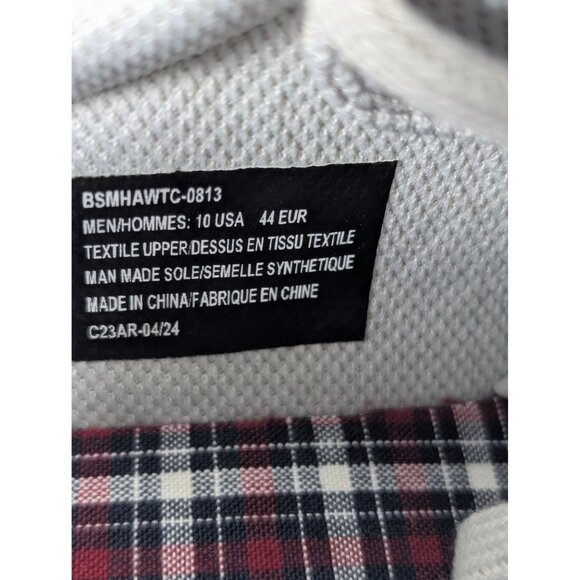 BSMHAWTC-0813
MEN/HOMMES: 10 USA 44 EUR
TEXTILE UPPER/DESSUS EN TISSU TEXTILE
MAN MADE SOLE/SEMELLE SYNTHETIQUE
MADE IN CHINA/FABRIQUE EN CHINE
C23AR-04/24